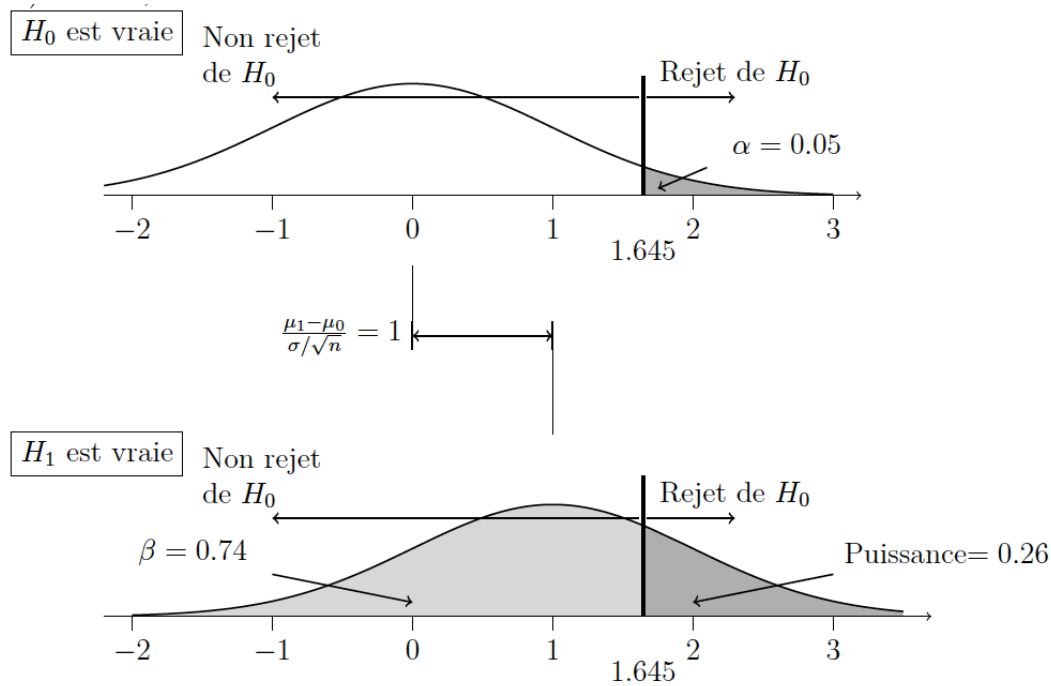 H₀ est vraie
Non rejet
de H₀
Rejet de H₀
α = 0.05
−2 −1 0 1 2 3
1.645
(μ₁−μ₀)/(σ/√n) = 1
H₁ est vraie
Non rejet
de H₀
Rejet de H₀
β = 0.74
Puissance= 0.26
−2 −1 0 1 2 3
1.645